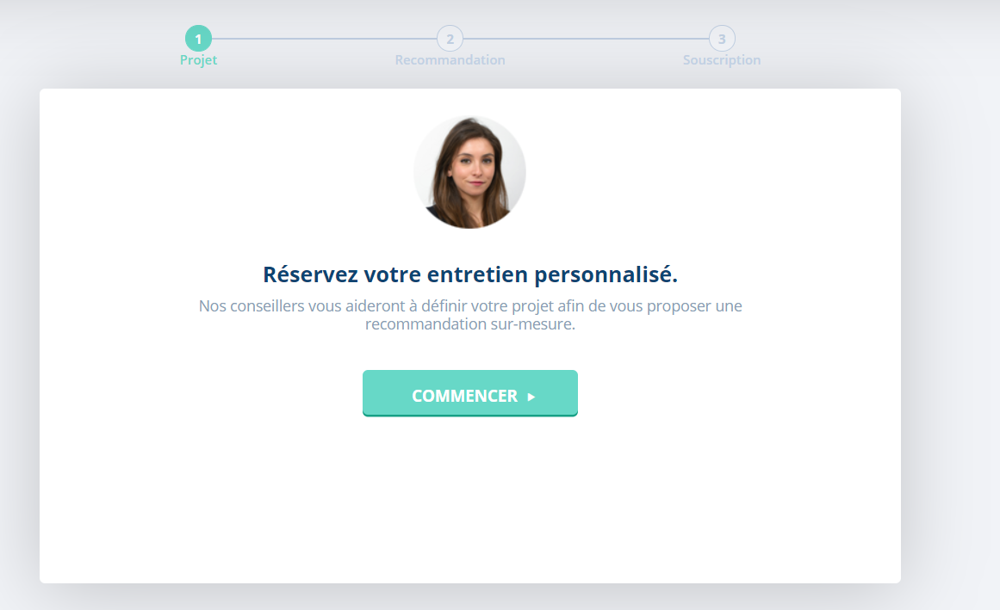 1
2
3
Projet
Recommandation
Souscription
Réservez votre entretien personnalisé.
Nos conseillers vous aideront à définir votre projet afin de vous proposer une
recommandation sur-mesure.
COMMENCER